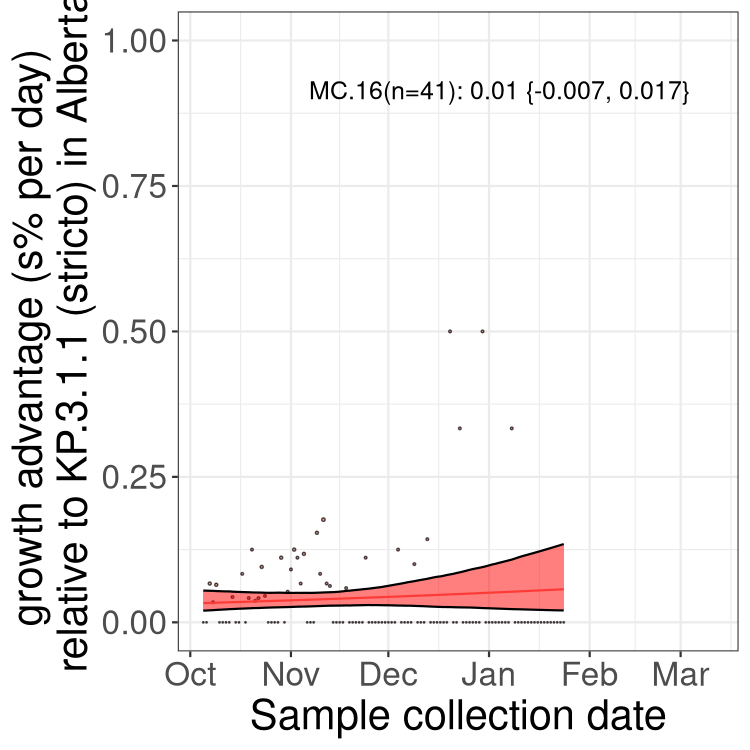 growth advantage (s% per day)
relative to KP.3.1.1 (stricto) in Alberta
1.00
0.75
0.50
0.25
0.00
MC.16(n=41): 0.01 {-0.007, 0.017}
Oct Nov Dec Jan Feb Mar
Sample collection date